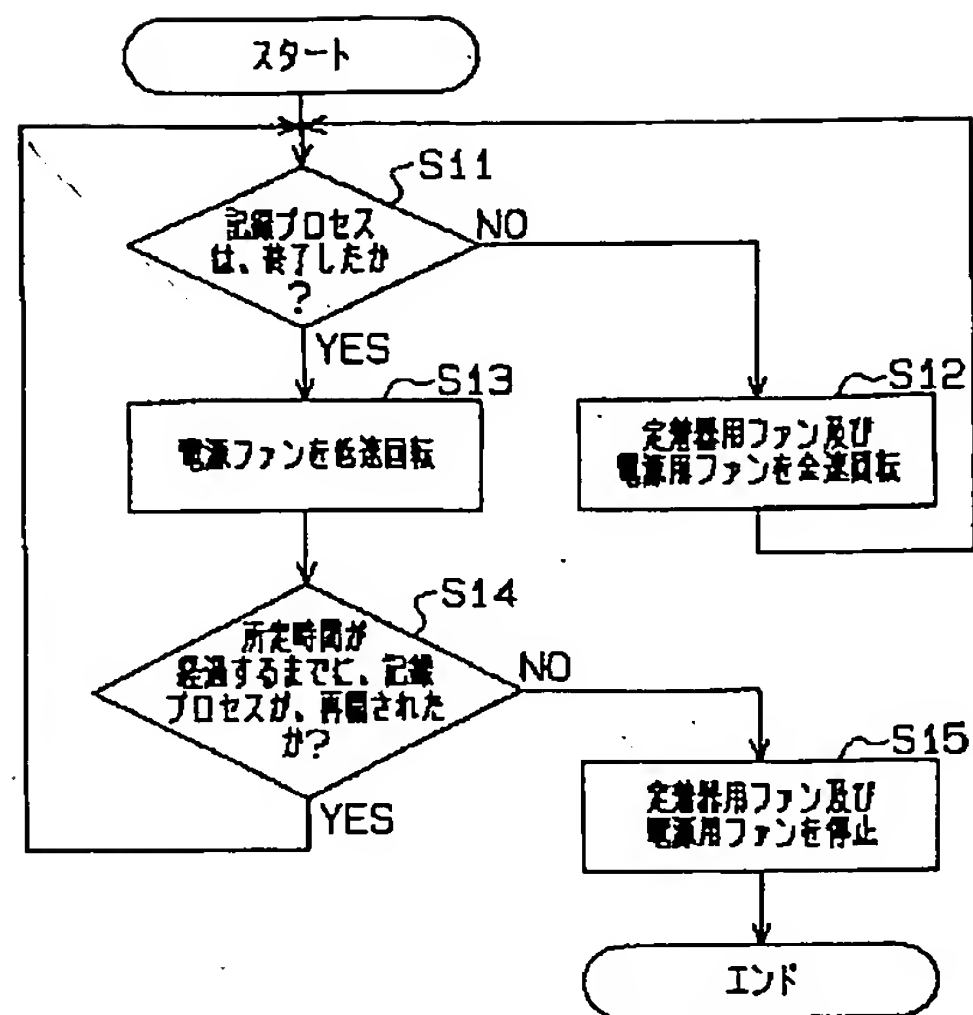 スタート
S11
記録プロセス
は、終了したか
?
NO
YES
S13
電源ファンを低速回転
S12
定着器用ファン及び
電源用ファンを全速回転
S14
所定時間が
経過するまでに、記録
プロセスが、再開された
か?
NO
YES
S15
定着器用ファン及び
電源用ファンを停止
エンド